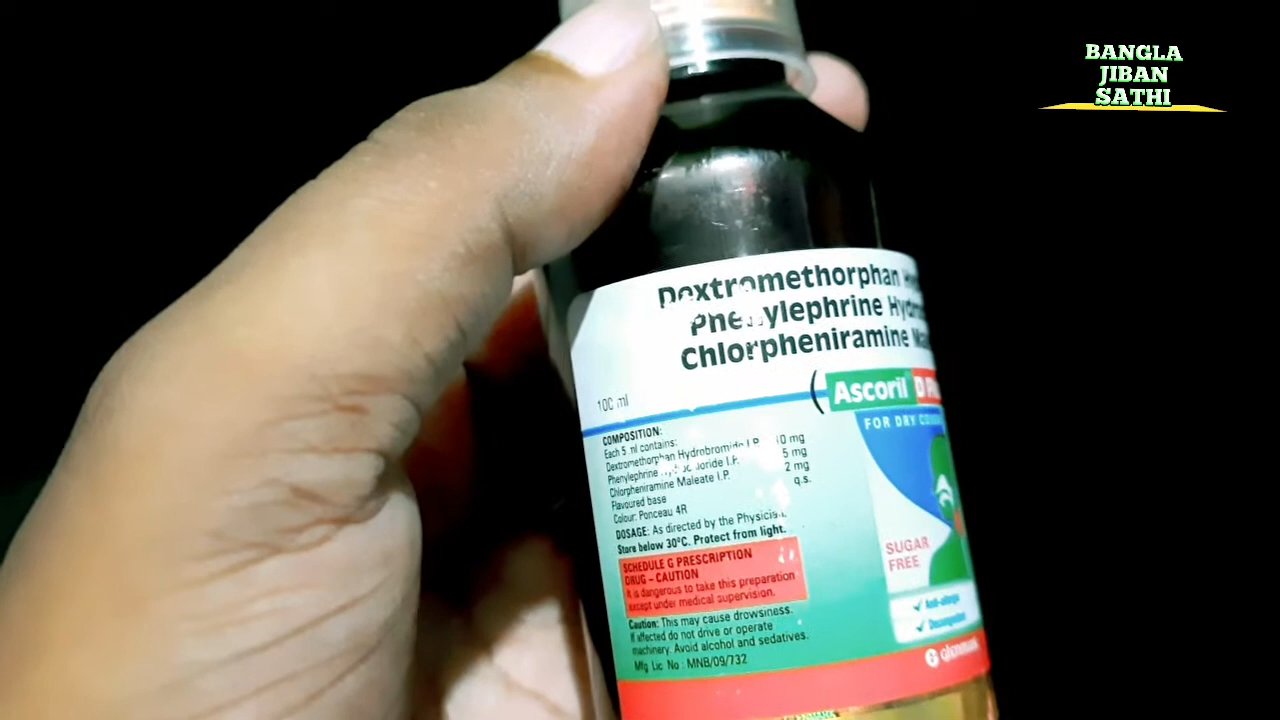 BANGLA
JIBAN
SATHI
Dextromethorphan
Phenylephrine
Chlorpheniramine
100 ml
Ascoril D
FOR DRY
COMPOSITION:
Each 5 ml contains:
Dextromethorphan Hydrobromide I.P. 10 mg
Phenylephrine Hydrochloride I.P. 5 mg
Chlorpheniramine Maleate I.P. 2 mg
Flavoured base q.s.
Colour: Ponceau 4R
DOSAGE: As directed by the Physician.
Store below 30°C. Protect from light.
SCHEDULE G PRESCRIPTION
DRUG – CAUTION
It is dangerous to take this preparation
except under medical supervision.
Caution: This may cause drowsiness.
If affected do not drive or operate
machinery. Avoid alcohol and sedatives.
Mfg Lic No : MNB/09/732
SUGAR
FREE
glenmark